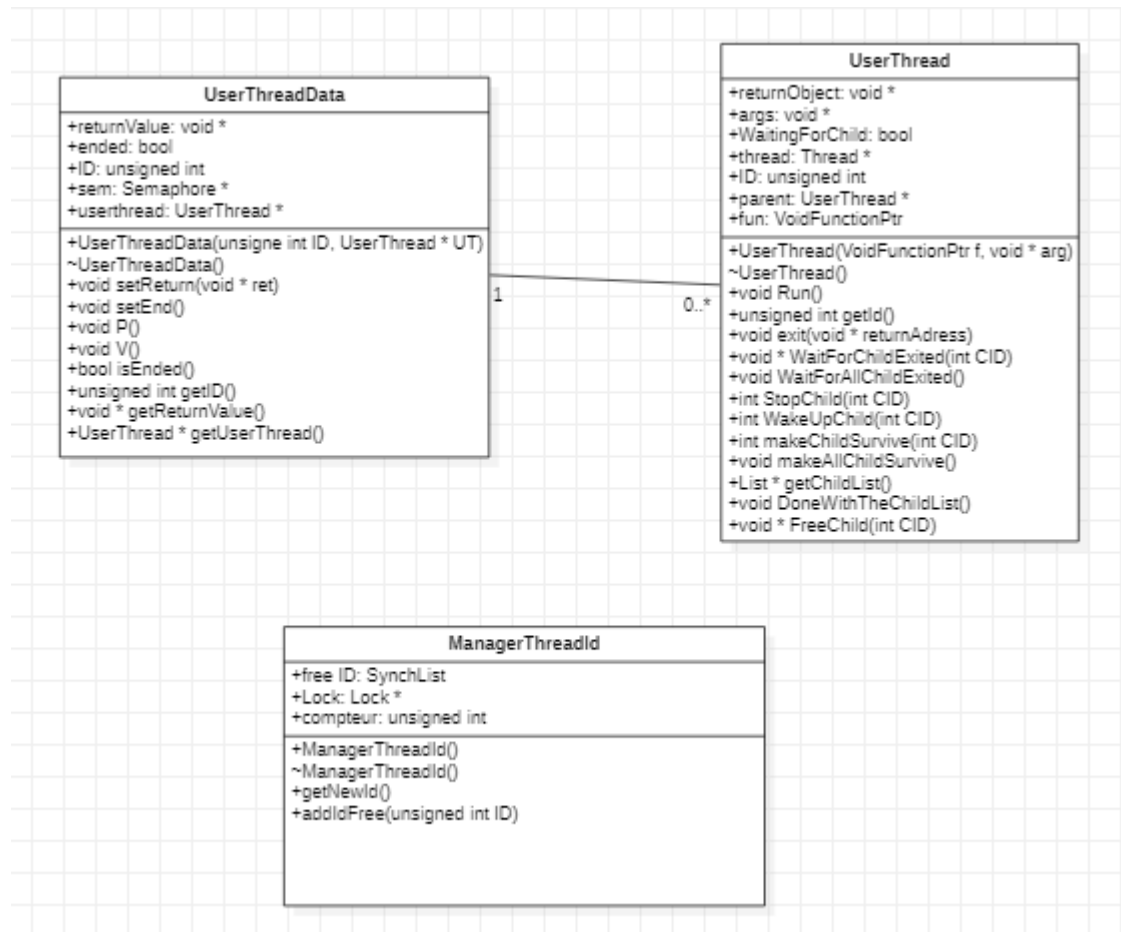 UserThreadData
+returnValue: void *
+ended: bool
+ID: unsigned int
+sem: Semaphore *
+userthread: UserThread *
+UserThreadData(unsigne int ID, UserThread * UT)
~UserThreadData()
+void setReturn(void * ret)
+void setEnd()
+void P()
+void V()
+bool isEnded()
+unsigned int getID()
+void * getReturnValue()
+UserThread * getUserThread()
1
0..*
UserThread
+returnObject: void *
+args: void *
+WaitingForChild: bool
+thread: Thread *
+ID: unsigned int
+parent: UserThread *
+fun: VoidFunctionPtr
+UserThread(VoidFunctionPtr f, void * arg)
~UserThread()
+void Run()
+unsigned int getId()
+void exit(void * returnAdress)
+void * WaitForChildExited(int CID)
+void WaitForAllChildExited()
+int StopChild(int CID)
+int WakeUpChild(int CID)
+int makeChildSurvive(int CID)
+void makeAllChildSurvive()
+List * getChildList()
+void DoneWithTheChildList()
+void * FreeChild(int CID)
ManagerThreadId
+free ID: SynchList
+Lock: Lock *
+compteur: unsigned int
+ManagerThreadId()
~ManagerThreadId()
+getNewId()
+addIdFree(unsigned int ID)